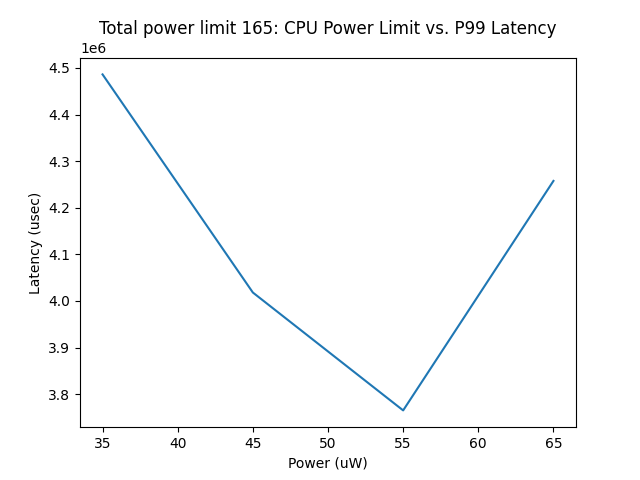 Total power limit 165: CPU Power Limit vs. P99 Latency
1e6
4.5
4.4
4.3
4.2
4.1
4.0
3.9
3.8
Latency (usec)
35 40 45 50 55 60 65
Power (uW)